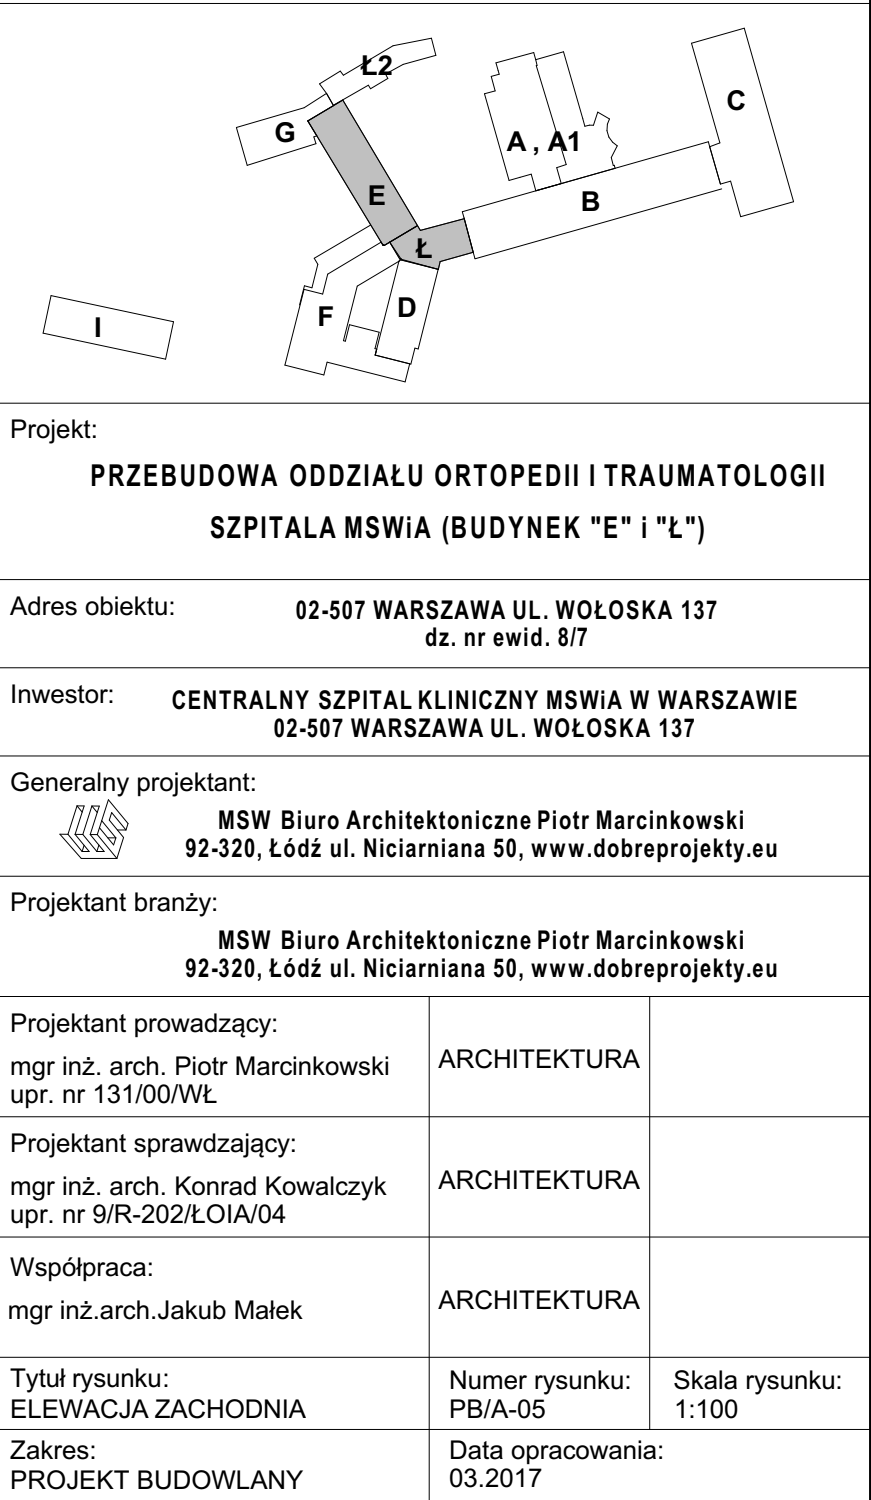 Ł2
G
C
A , A1
E
B
Ł
D
F
I
Projekt:
PRZEBUDOWA ODDZIAŁU ORTOPEDII I TRAUMATOLOGII
SZPITALA MSWiA (BUDYNEK "E" i "Ł")
Adres obiektu:
02-507 WARSZAWA UL. WOŁOSKA 137
dz. nr ewid. 8/7
Inwestor:
CENTRALNY SZPITAL KLINICZNY MSWiA W WARSZAWIE
02-507 WARSZAWA UL. WOŁOSKA 137
Generalny projektant:
MSW Biuro Architektoniczne Piotr Marcinkowski
92-320, Łódź ul. Niciarniana 50, www.dobreprojekty.eu
Projektant branży:
MSW Biuro Architektoniczne Piotr Marcinkowski
92-320, Łódź ul. Niciarniana 50, www.dobreprojekty.eu
Projektant prowadzący:
mgr inż. arch. Piotr Marcinkowski
upr. nr 131/00/WŁ
ARCHITEKTURA
Projektant sprawdzający:
mgr inż. arch. Konrad Kowalczyk
upr. nr 9/R-202/ŁOIA/04
ARCHITEKTURA
Współpraca:
mgr inż.arch.Jakub Małek
ARCHITEKTURA
Tytuł rysunku:
ELEWACJA ZACHODNIA
Numer rysunku:
PB/A-05
Skala rysunku:
1:100
Zakres:
PROJEKT BUDOWLANY
Data opracowania:
03.2017